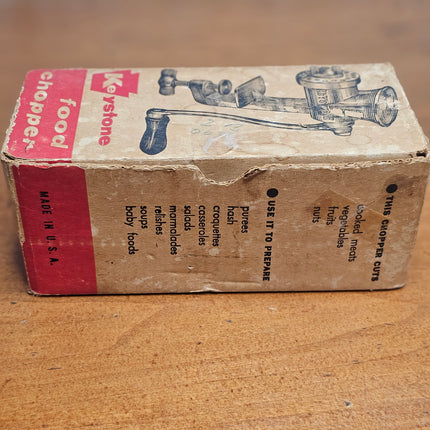 Keystone
food
chopper
● THIS CHOPPER CUTS
cooked meats
vegetables
fruits
nuts
● USE IT TO PREPARE
purees
hash
croquettes
casseroles
salads
marmalades
relishes
soups
baby foods
MADE IN U. S. A.